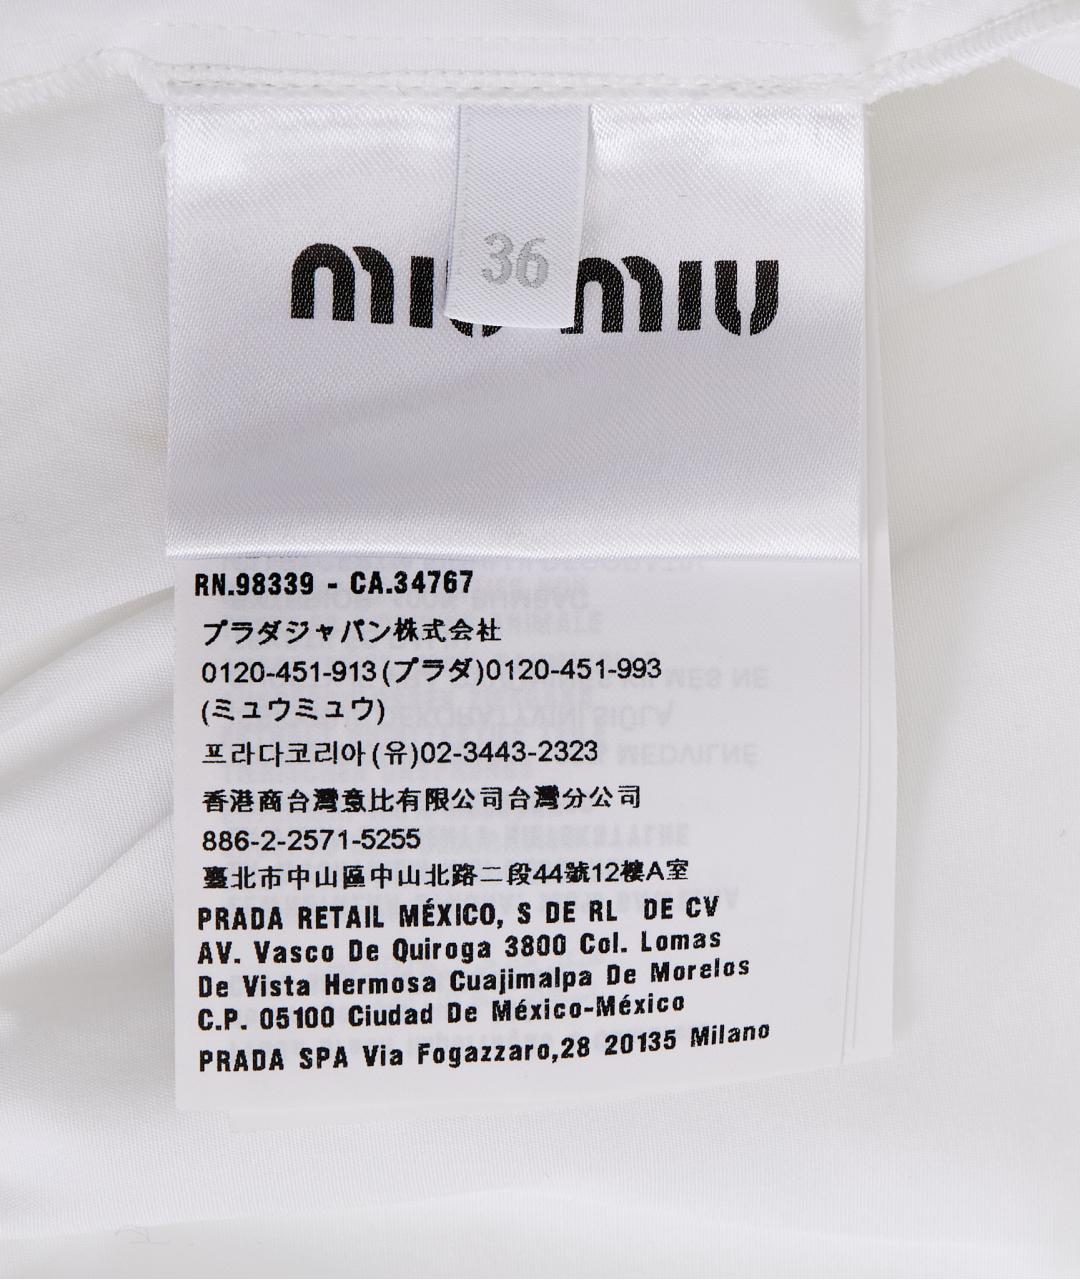 miu miu
36
RN.98339 - CA.34767
プラダジャパン株式会社
0120-451-913(プラダ)0120-451-993
(ミュウミュウ)
프라다코리아(유)02-3443-2323
香港商台灣意比有限公司台灣分公司
886-2-2571-5255
臺北市中山區中山北路二段44號12樓A室
PRADA RETAIL MÉXICO, S DE RL DE CV
AV. Vasco De Quiroga 3800 Col. Lomas
De Vista Hermosa Cuajimalpa De Morelos
C.P. 05100 Ciudad De México-México
PRADA SPA Via Fogazzaro,28 20135 Milano